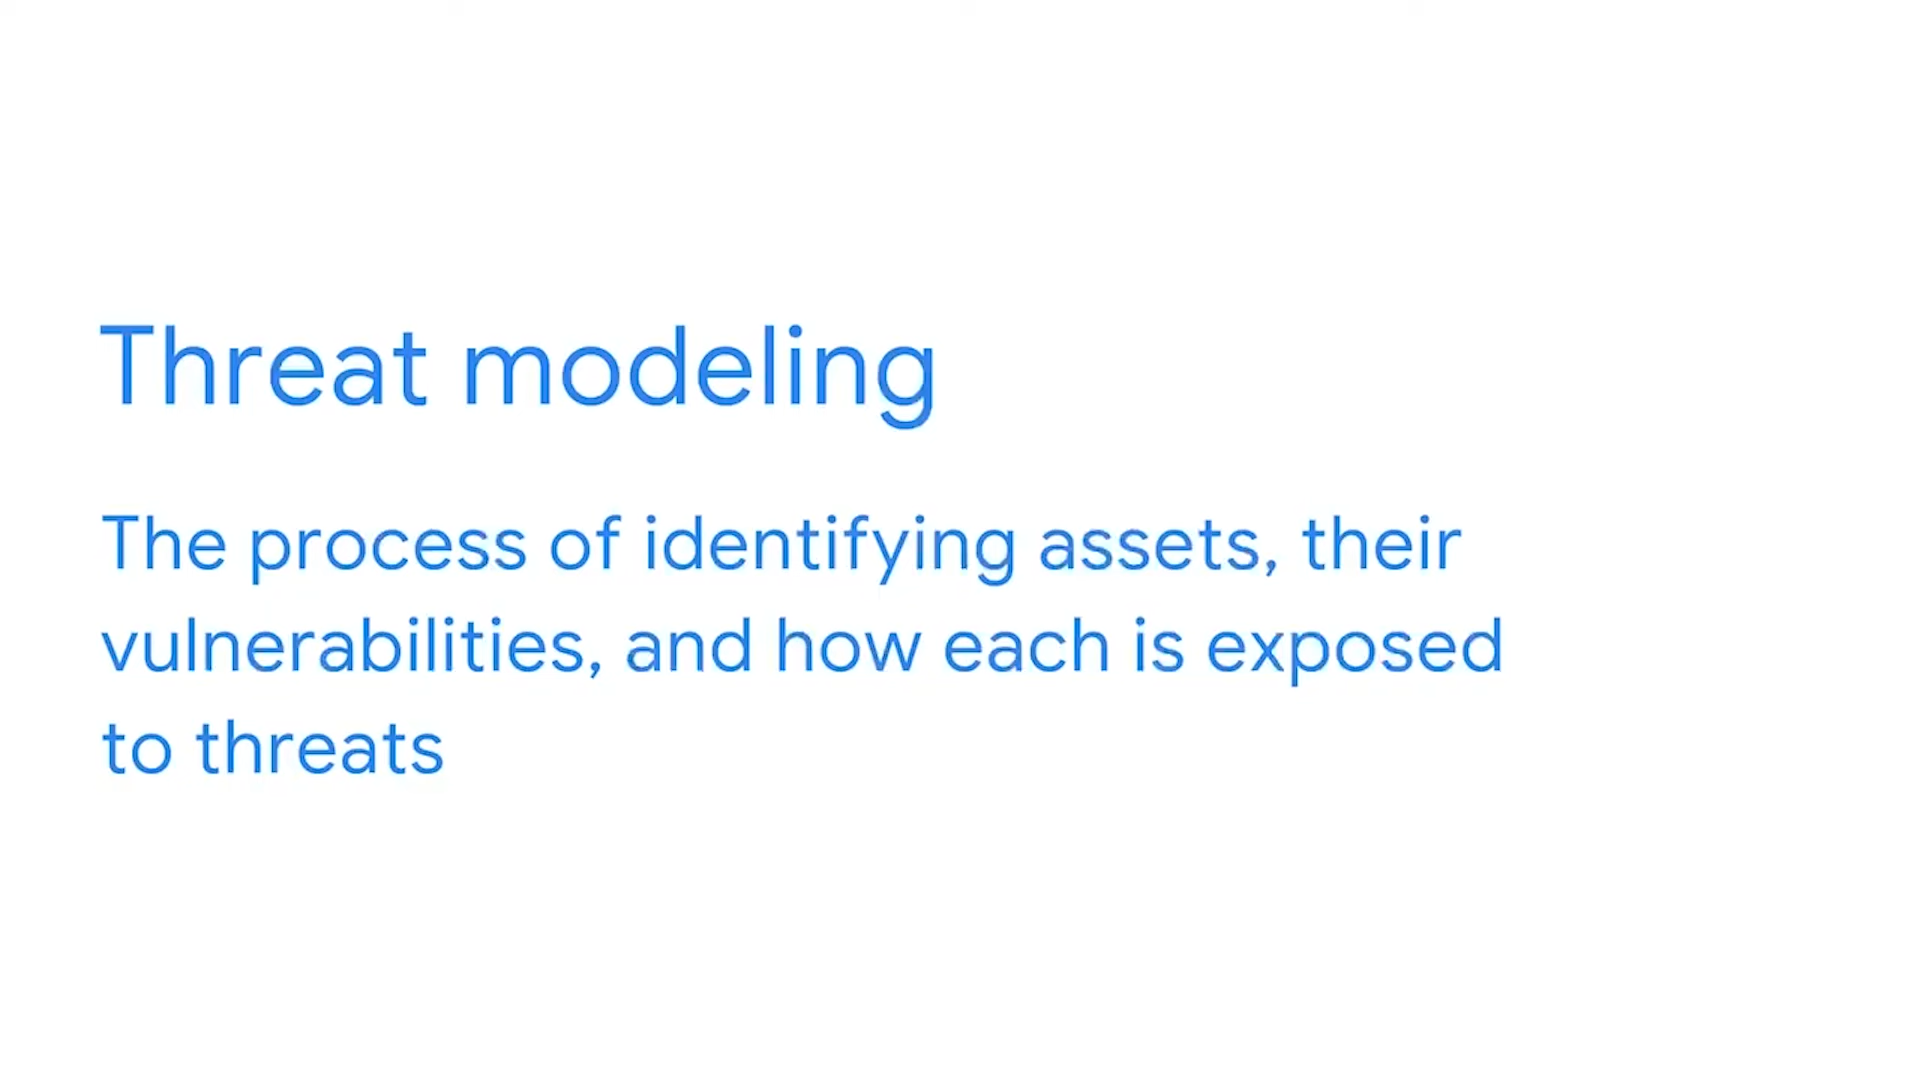 Threat modeling
The process of identifying assets, their
vulnerabilities, and how each is exposed
to threats